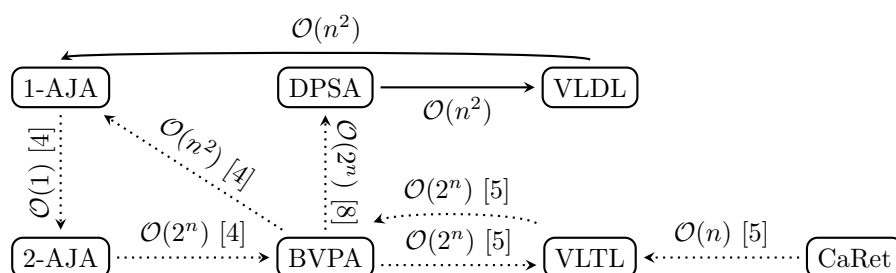 𝒪(n²)
1-AJA
DPSA
VLDL
𝒪(n²)
𝒪(1) [4]
𝒪(n²) [4]
𝒪(2ⁿ) [8]
𝒪(2ⁿ) [5]
𝒪(2ⁿ) [4]
𝒪(2ⁿ) [5]
𝒪(n) [5]
2-AJA
BVPA
VLTL
CaRet